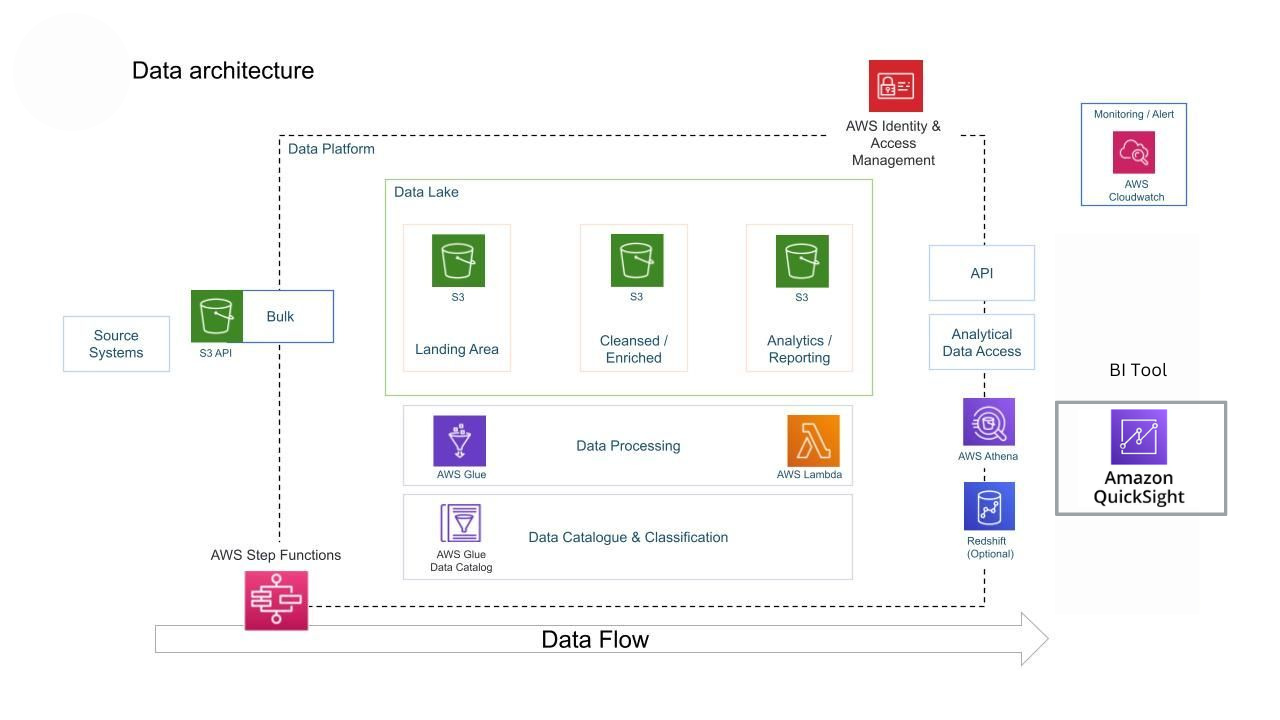 Data architecture
AWS Identity &
Access
Management
Monitoring / Alert
AWS
Cloudwatch
Data Platform
Data Lake
S3
Landing Area
S3
Cleansed /
Enriched
S3
Analytics /
Reporting
Source
Systems
Bulk
S3 API
API
Analytical
Data Access
BI Tool
AWS Glue
Data Processing
AWS Lambda
AWS Athena
Amazon
QuickSight
AWS Glue
Data Catalog
Data Catalogue & Classification
Redshift
(Optional)
AWS Step Functions
Data Flow